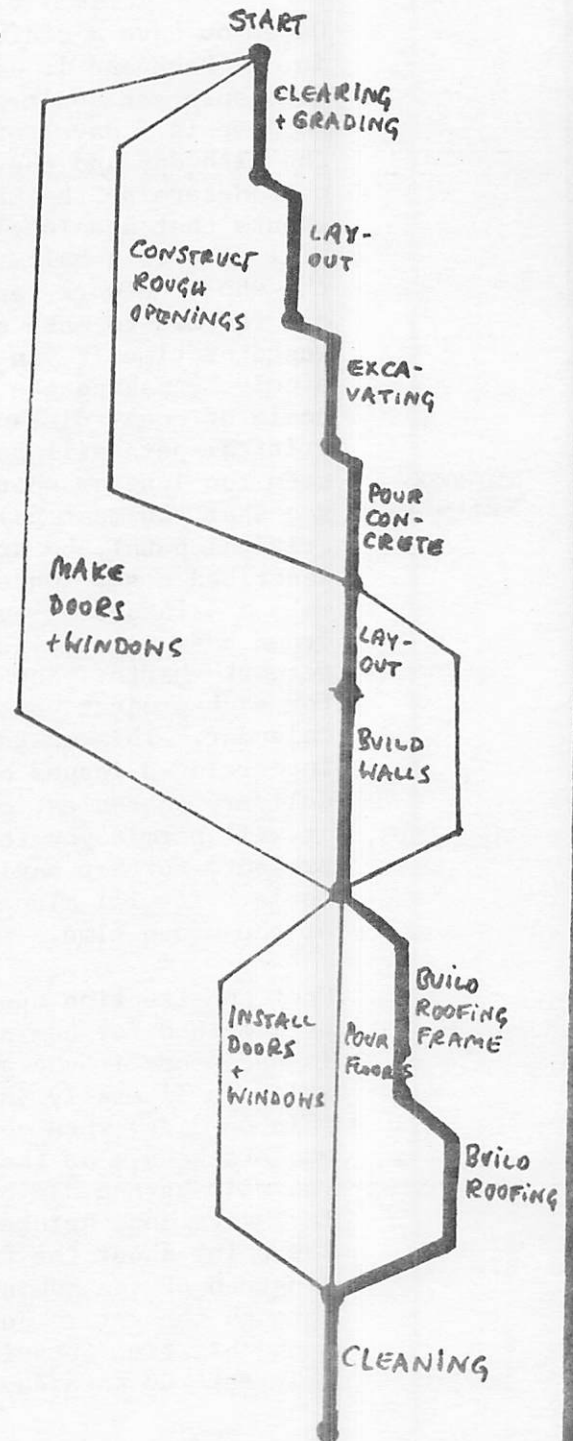 START
CLEARING
+ GRADING
LAY-
OUT
CONSTRUCT
ROUGH
OPENINGS
EXCA-
VATING
POUR
CON-
CRETE
MAKE
DOORS
+WINDOWS
LAY-
OUT
BUILD
WALLS
BUILD
ROOFING
FRAME
INSTALL
DOORS
+
WINDOWS
POUR
FLOORS
BUILD
ROOFING
CLEANING